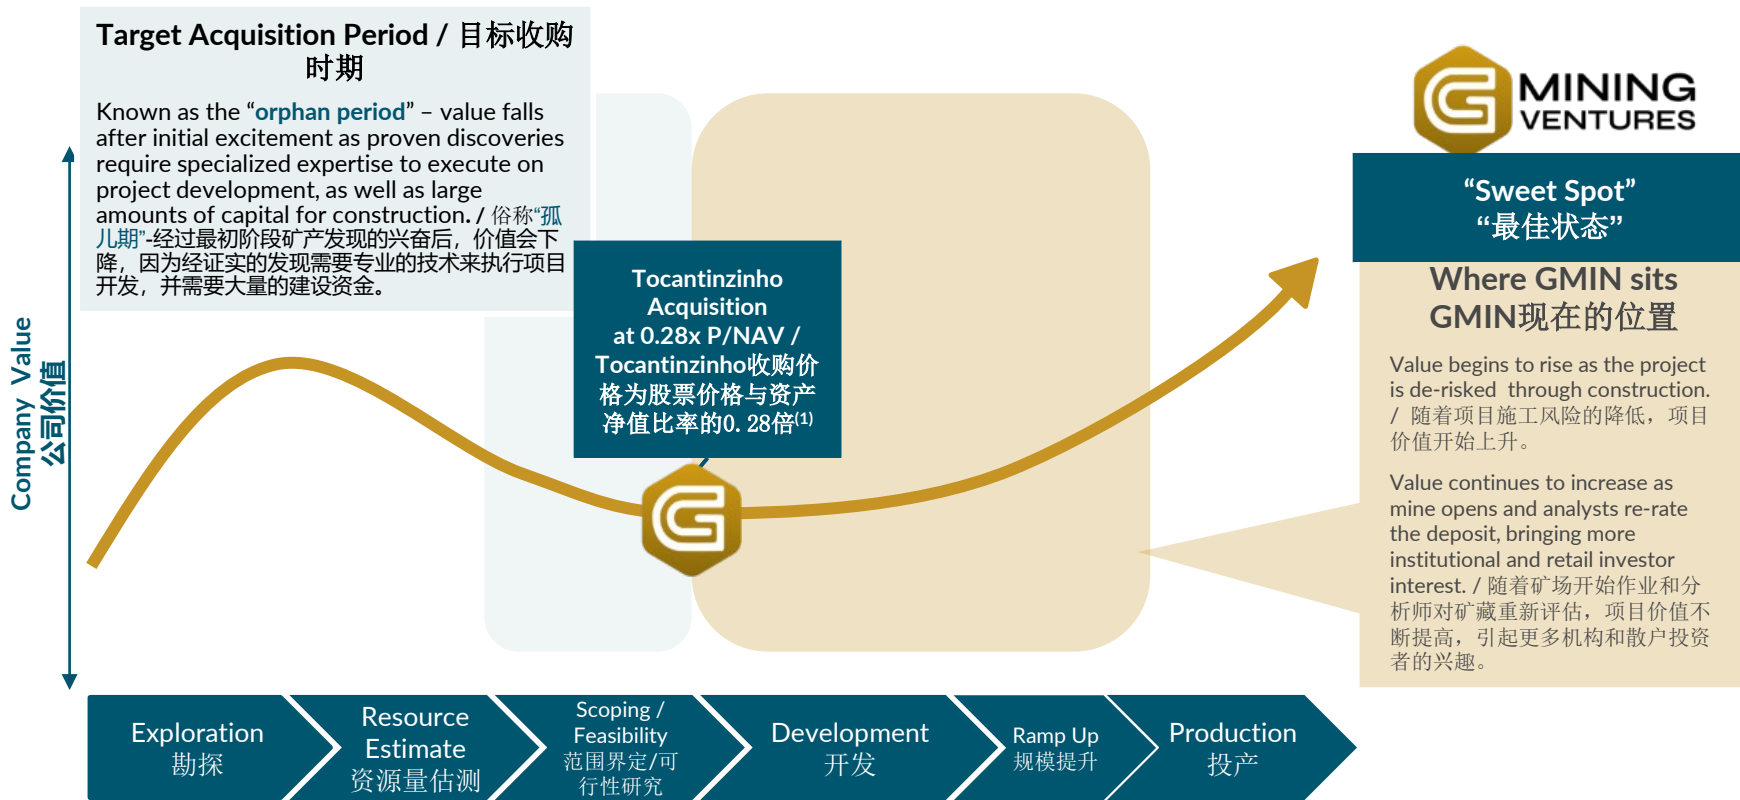 Target Acquisition Period / 目标收购
时期
Known as the “orphan period” – value falls
after initial excitement as proven discoveries
require specialized expertise to execute on
project development, as well as large
amounts of capital for construction. / 俗称“孤
儿期”-经过最初阶段矿产发现的兴奋后，价值会下
降，因为经证实的发现需要专业的技术来执行项目
开发，并需要大量的建设资金。
Company Value
公司价值
Tocantinzinho
Acquisition
at 0.28x P/NAV /
Tocantinzinho收购价
格为股票价格与资产
净值比率的0.28倍(1)
G MINING
VENTURES
“Sweet Spot”
“最佳状态”
Where GMIN sits
GMIN现在的位置
Value begins to rise as the project
is de-risked through construction.
/ 随着项目施工风险的降低，项目
价值开始上升。
Value continues to increase as
mine opens and analysts re-rate
the deposit, bringing more
institutional and retail investor
interest. / 随着矿场开始作业和分
析师对矿藏重新评估，项目价值不
断提高，引起更多机构和散户投资
者的兴趣。
G
Exploration
勘探
Resource
Estimate
资源量估测
Scoping /
Feasibility
范围界定/可
行性研究
Development
开发
Ramp Up
规模提升
Production
投产